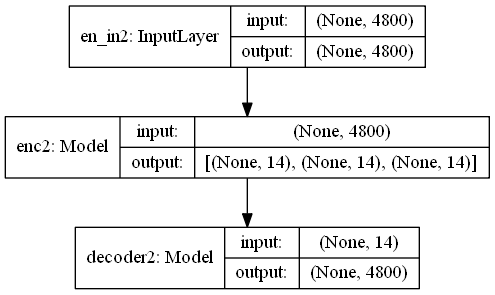 en_in2: InputLayer
input: (None, 4800)
output: (None, 4800)
enc2: Model
input: (None, 4800)
output: [(None, 14), (None, 14), (None, 14)]
decoder2: Model
input: (None, 14)
output: (None, 4800)